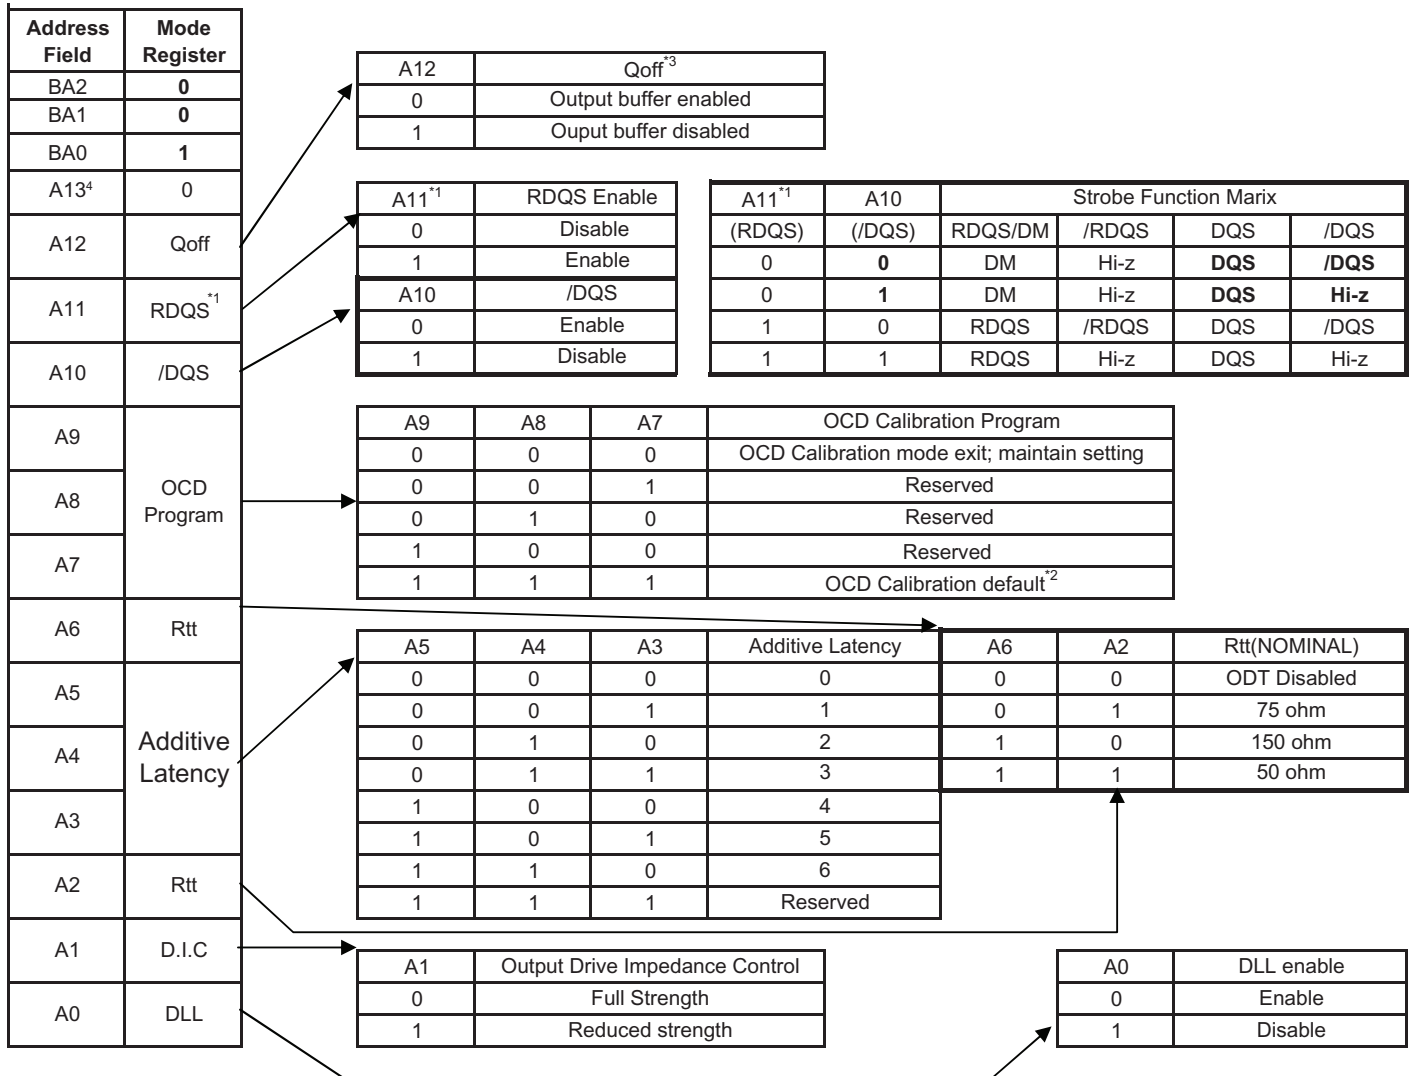 Address Field Mode Register
BA2 0
BA1 0
BA0 1
A13⁴ 0
A12 Qoff
A11 RDQS*1
A10 /DQS
A9
A8
A7
OCD Program
A6 Rtt
A5
A4
A3
Additive Latency
A2 Rtt
A1 D.I.C
A0 DLL
A12 Qoff*3
0 Output buffer enabled
1 Ouput buffer disabled
A11*1 RDQS Enable
0 Disable
1 Enable
A10 /DQS
0 Enable
1 Disable
A11*1 A10 Strobe Function Marix
(RDQS) (/DQS) RDQS/DM /RDQS DQS /DQS
0 0 DM Hi-z DQS /DQS
0 1 DM Hi-z DQS Hi-z
1 0 RDQS /RDQS DQS /DQS
1 1 RDQS Hi-z DQS Hi-z
A9 A8 A7 OCD Calibration Program
0 0 0 OCD Calibration mode exit; maintain setting
0 0 1 Reserved
0 1 0 Reserved
1 0 0 Reserved
1 1 1 OCD Calibration default*2
A5 A4 A3 Additive Latency
0 0 0 0
0 0 1 1
0 1 0 2
0 1 1 3
1 0 0 4
1 0 1 5
1 1 0 6
1 1 1 Reserved
A6 A2 Rtt(NOMINAL)
0 0 ODT Disabled
0 1 75 ohm
1 0 150 ohm
1 1 50 ohm
A1 Output Drive Impedance Control
0 Full Strength
1 Reduced strength
A0 DLL enable
0 Enable
1 Disable